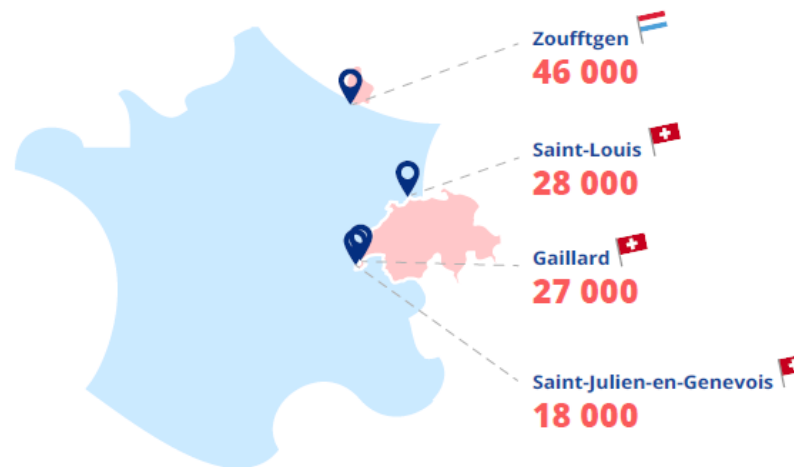 Zoufftgen
46 000
Saint-Louis
28 000
Gaillard
27 000
Saint-Julien-en-Genevois
18 000